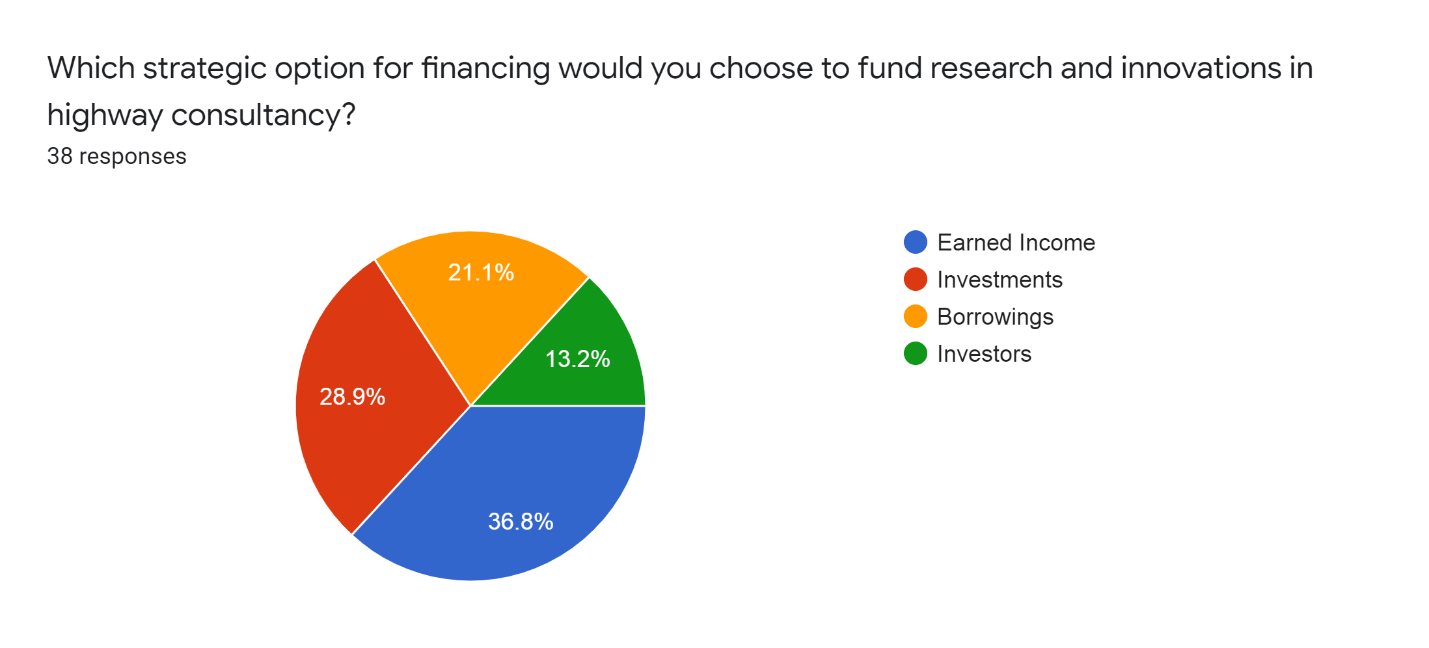 Which strategic option for financing would you choose to fund research and innovations in
highway consultancy?
38 responses
21.1%
13.2%
28.9%
36.8%
Earned Income
Investments
Borrowings
Investors